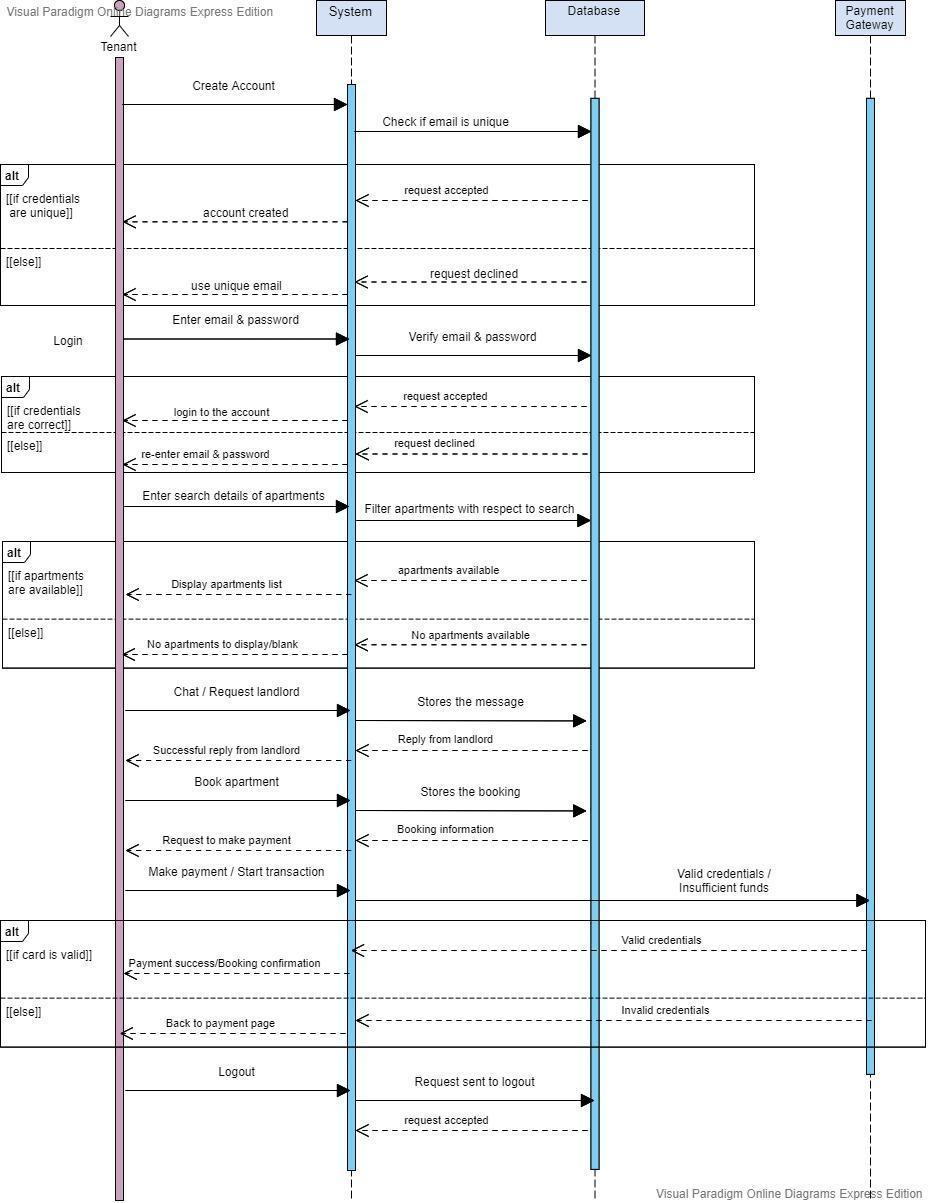 Visual Paradigm Online Diagrams Express Edition
System
Database
Payment
Gateway
Tenant
Create Account
Check if email is unique
alt
[[if credentials
are unique]]
request accepted
account created
[[else]]
request declined
use unique email
Enter email & password
Login
Verify email & password
alt
[[if credentials
are correct]]
request accepted
login to the account
[[else]]
request declined
re-enter email & password
Enter search details of apartments
Filter apartments with respect to search
alt
[[if apartments
are available]]
apartments available
Display apartments list
[[else]]
No apartments available
No apartments to display/blank
Chat / Request landlord
Stores the message
Reply from landlord
Successful reply from landlord
Book apartment
Stores the booking
Booking information
Request to make payment
Make payment / Start transaction
Valid credentials /
Insufficient funds
alt
[[if card is valid]]
Valid credentials
Payment success/Booking confirmation
[[else]]
Invalid credentials
Back to payment page
Logout
Request sent to logout
request accepted
Visual Paradigm Online Diagrams Express Edition